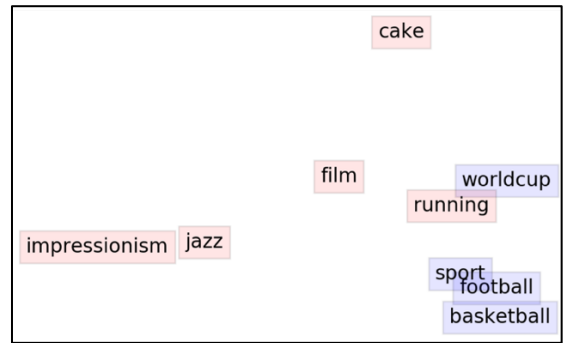 cake
film
worldcup
running
impressionism
jazz
sport
football
basketball